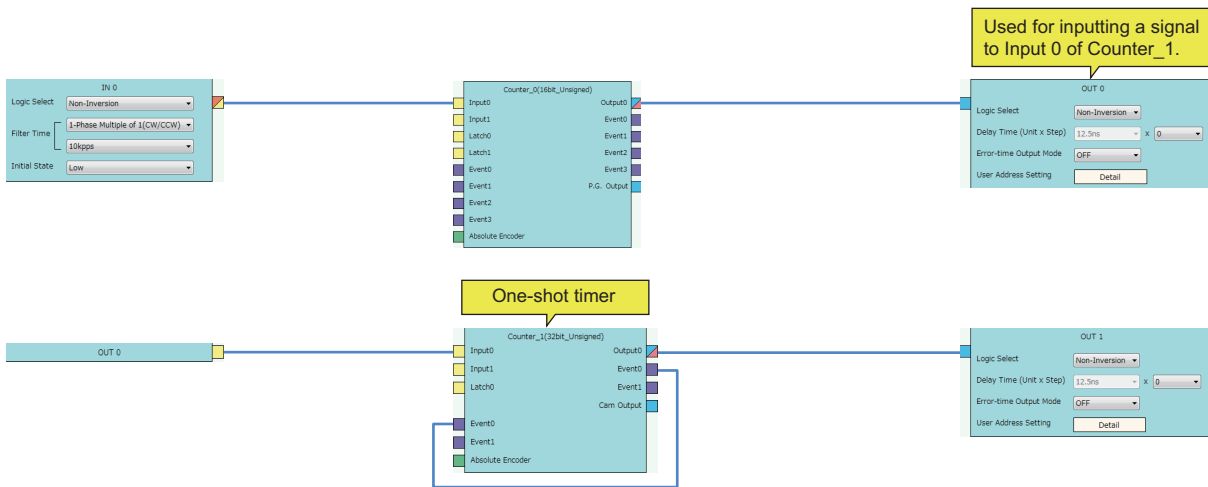 Used for inputting a signal
to Input 0 of Counter_1.
IN 0
Logic Select Non-Inversion
Filter Time 1-Phase Multiple of 1(CW/CCW)
10kpps
Initial State Low
Counter_0(16bit_Unsigned)
Input0 Output0
Input1 Event0
Latch0 Event1
Latch1 Event2
Event0 Event3
Event1 P.G. Output
Event2
Event3
Absolute Encoder
OUT 0
Logic Select Non-Inversion
Delay Time (Unit x Step) 12.5ns x 0
Error-time Output Mode OFF
User Address Setting Detail
One-shot timer
OUT 0
Counter_1(32bit_Unsigned)
Input0 Output0
Input1 Event0
Latch0 Event1
Cam Output
Event0
Event1
Absolute Encoder
OUT 1
Logic Select Non-Inversion
Delay Time (Unit x Step) 12.5ns x 0
Error-time Output Mode OFF
User Address Setting Detail